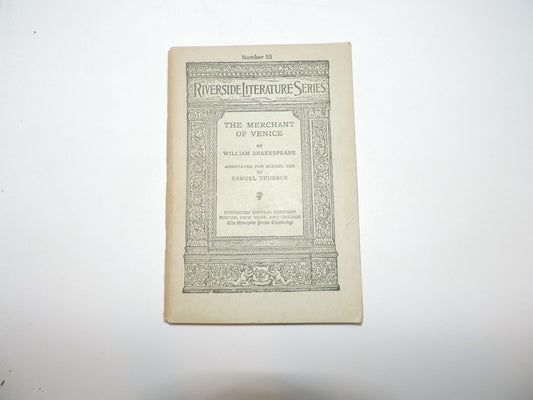 Number 55
RIVERSIDE LITERATURE SERIES
THE MERCHANT
OF VENICE
BY
WILLIAM SHAKESPEARE
ANNOTATED FOR SCHOOL USE
BY
SAMUEL THURBER
HOUGHTON MIFFLIN COMPANY
BOSTON, NEW YORK, AND CHICAGO
The Riverside Press Cambridge